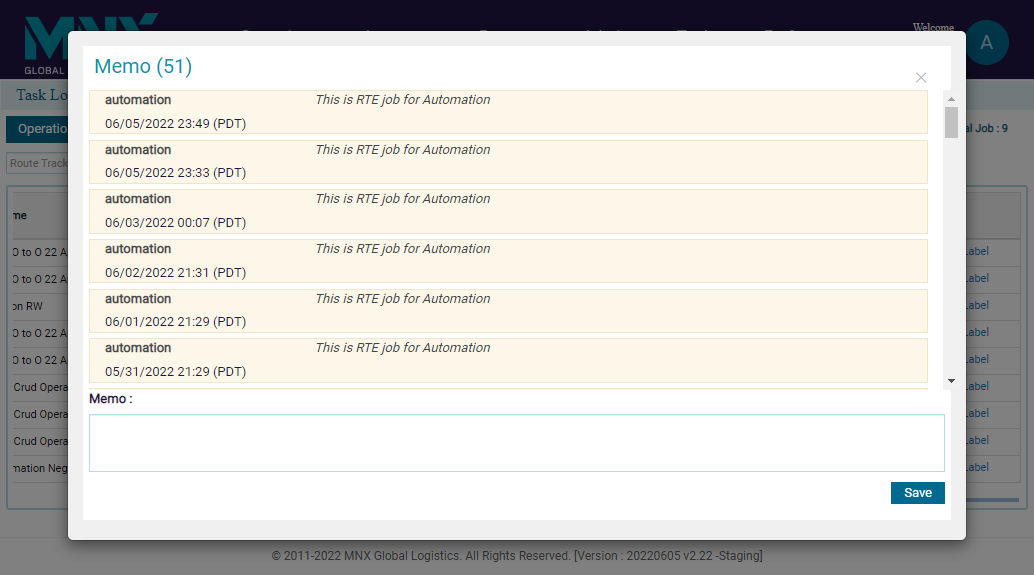 MNX
GLOBAL
Welcome
A
Task Lo
Operatio
al Job : 9
Route Track
Memo (51)
×
automation This is RTE job for Automation
06/05/2022 23:49 (PDT)
automation This is RTE job for Automation
06/05/2022 23:33 (PDT)
automation This is RTE job for Automation
06/03/2022 00:07 (PDT)
automation This is RTE job for Automation
06/02/2022 21:31 (PDT)
automation This is RTE job for Automation
06/01/2022 21:29 (PDT)
automation This is RTE job for Automation
05/31/2022 21:29 (PDT)
Memo :
Save
me
O to O 22 A Label
O to O 22 A Label
on RW Label
O to O 22 A Label
O to O 22 A Label
Crud Opera Label
Crud Opera Label
Crud Opera Label
mation Neg Label
© 2011-2022 MNX Global Logistics. All Rights Reserved. [Version : 20220605 v2.22 -Staging]